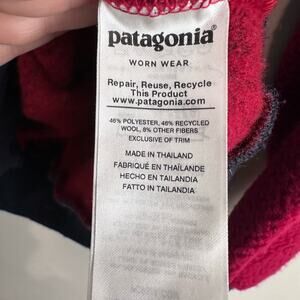 patagonia®
WORN WEAR
Repair, Reuse, Recycle
This Product
www.patagonia.com
46% POLYESTER, 46% RECYCLED
WOOL, 8% OTHER FIBERS
EXCLUSIVE OF TRIM
MADE IN THAILAND
FABRIQUÉ EN THAÏLANDE
HECHO EN TAILANDIA
FATTO IN TAILANDIA